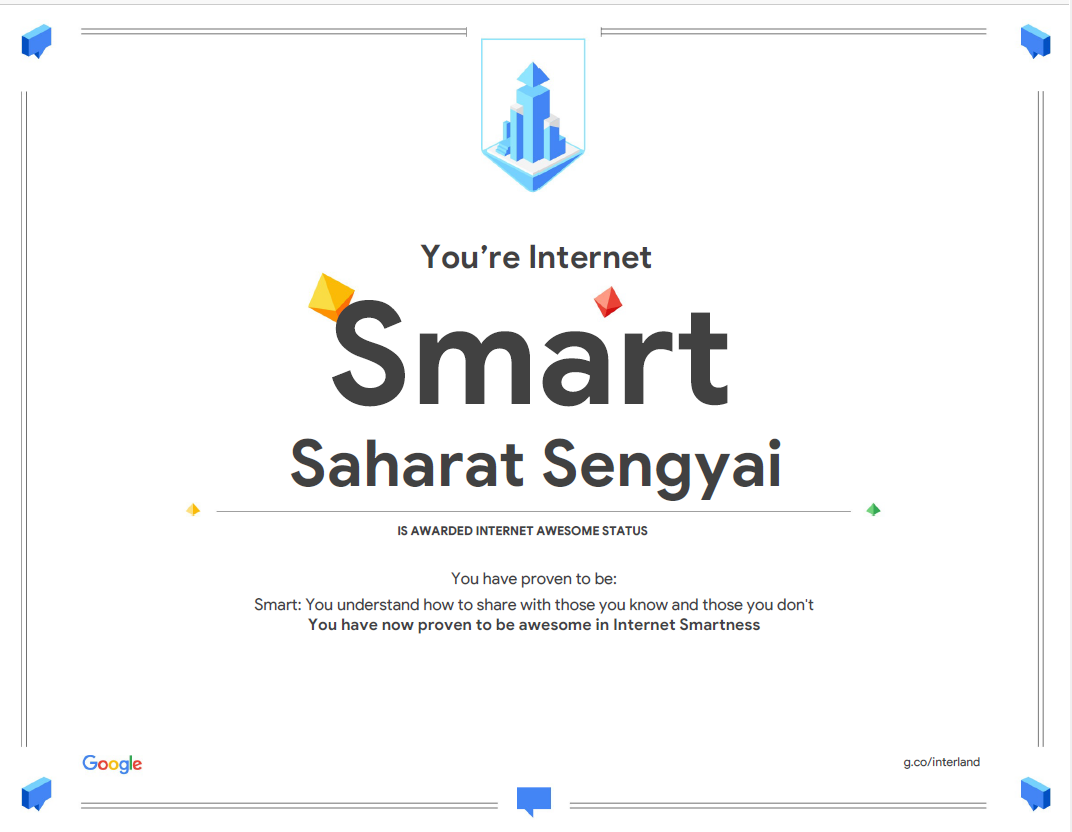 You’re Internet
Smart
Saharat Sengyai
IS AWARDED INTERNET AWESOME STATUS
You have proven to be:
Smart: You understand how to share with those you know and those you don't
You have now proven to be awesome in Internet Smartness
Google
g.co/interland